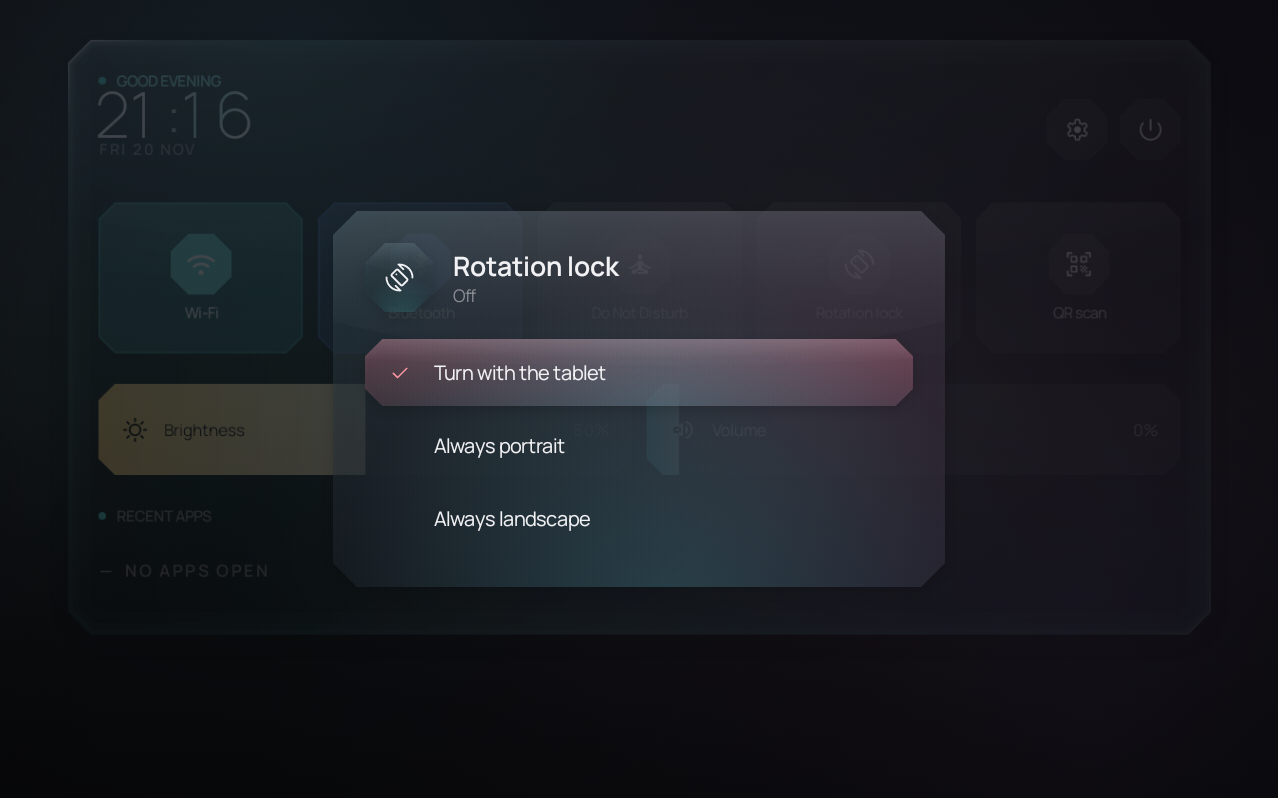 GOOD EVENING
21:16
FRI 20 NOV
Rotation lock
Off
Wi-Fi
Bluetooth
Do Not Disturb
Rotation lock
QR scan
Turn with the tablet
Brightness
Volume
0%
Always portrait
RECENT APPS
Always landscape
NO APPS OPEN